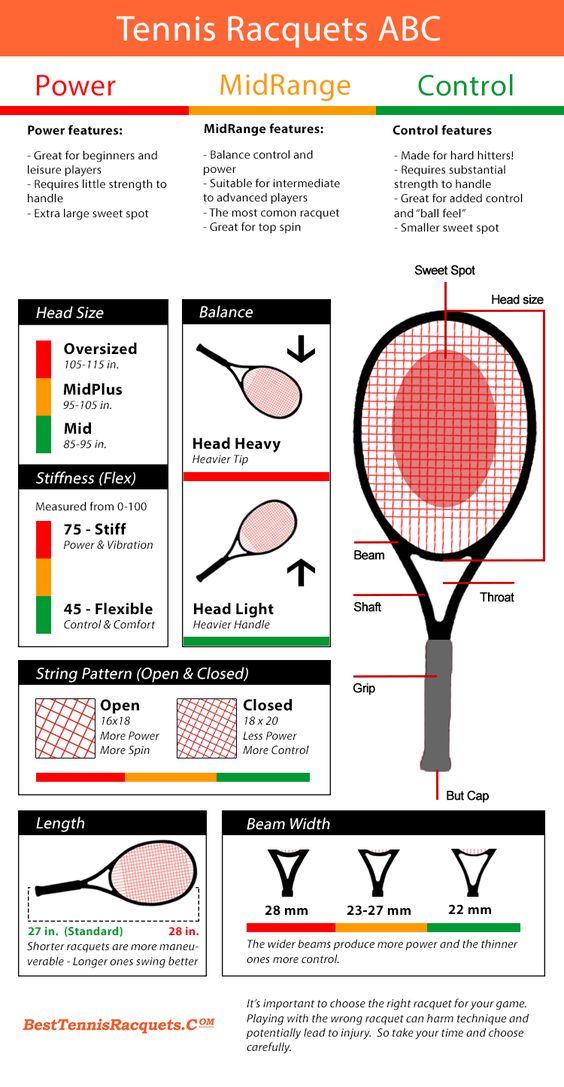 Tennis Racquets ABC
Power
MidRange
Control
Power features:
- Great for beginners and
leisure players
- Requires little strength to
handle
- Extra large sweet spot
MidRange features:
- Balance control and
power
- Suitable for intermediate
to advanced players
- The most comon racquet
- Great for top spin
Control features
- Made for hard hitters!
- Requires substantial
strength to handle
- Great for added control
and "ball feel"
- Smaller sweet spot
Sweet Spot
Head size
Beam
Shaft
Throat
Grip
But Cap
Head Size
Oversized
105-115 in.
MidPlus
95-105 in.
Mid
85-95 in.
Stiffness (Flex)
Measured from 0-100
75 - Stiff
Power & Vibration
45 - Flexible
Control & Comfort
Balance
Head Heavy
Heavier Tip
Head Light
Heavier Handle
String Pattern (Open & Closed)
Open
16x18
More Power
More Spin
Closed
18 x 20
Less Power
More Control
Length
27 in. (Standard) 28 in.
Shorter racquets are more maneu-
verable - Longer ones swing better
Beam Width
28 mm
23-27 mm
22 mm
The wider beams produce more power and the thinner
ones more control.
BestTennisRacquets.Com
It's important to choose the right racquet for your game.
Playing with the wrong racquet can harm technique and
potentially lead to injury. So take your time and choose
carefully.